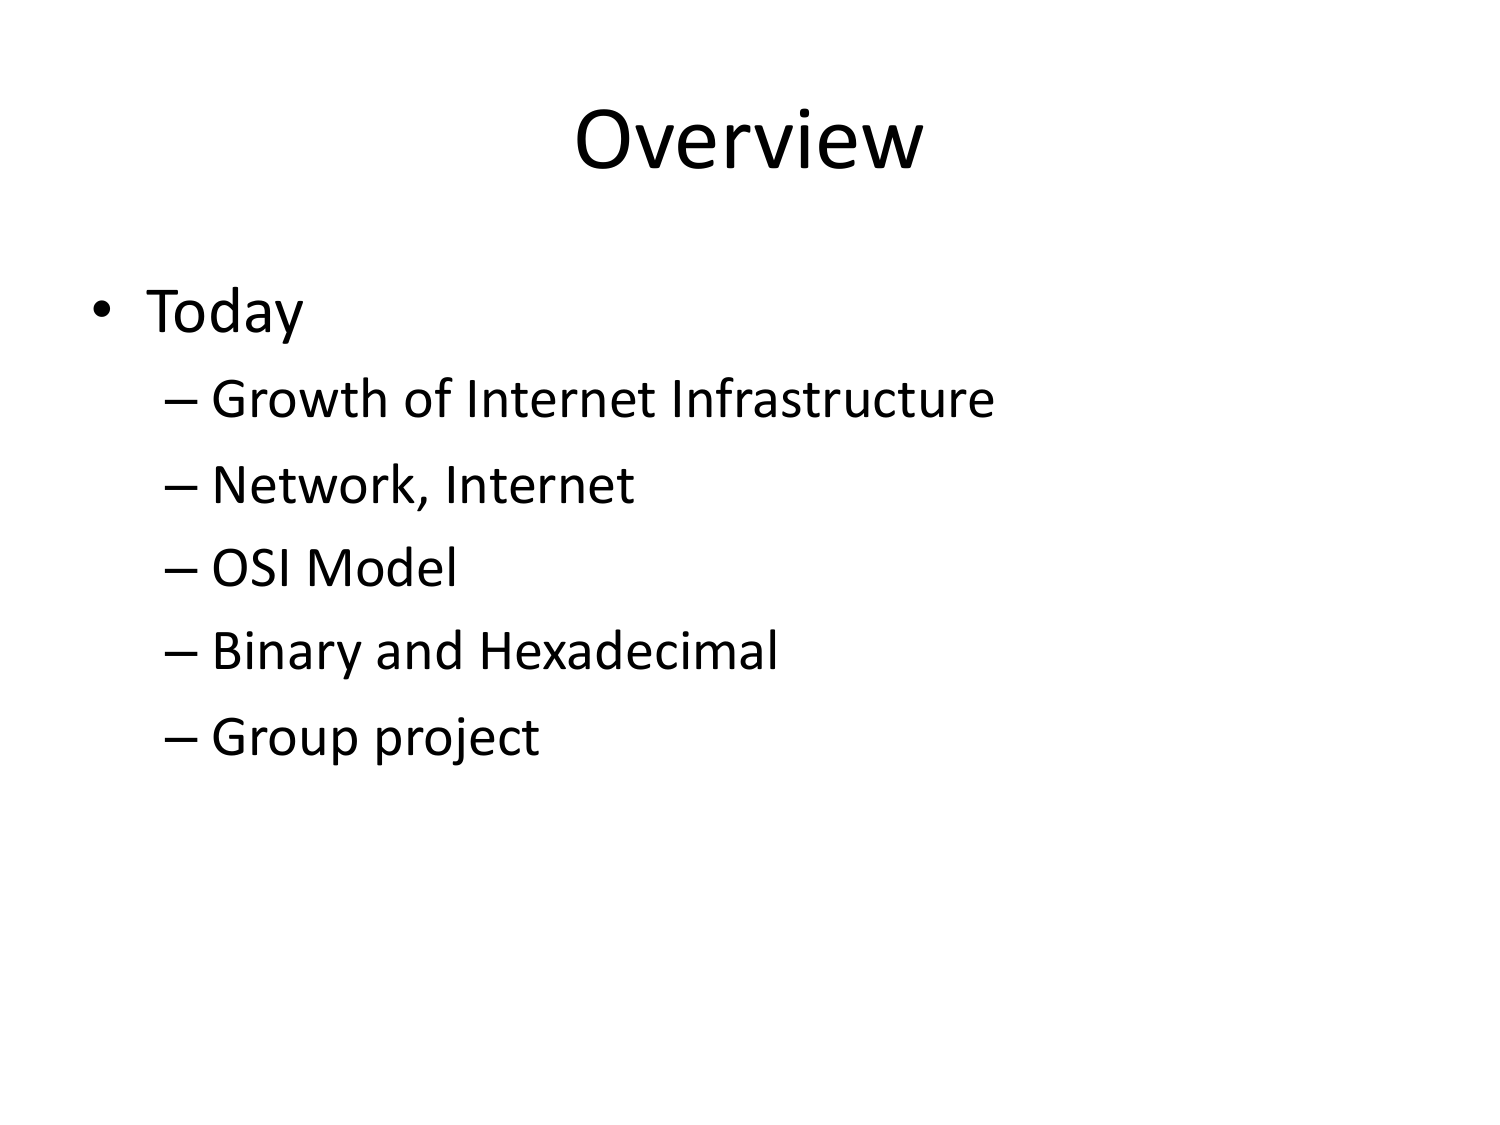 Overview
• Today
– Growth of Internet Infrastructure
– Network, Internet
– OSI Model
– Binary and Hexadecimal
– Group project